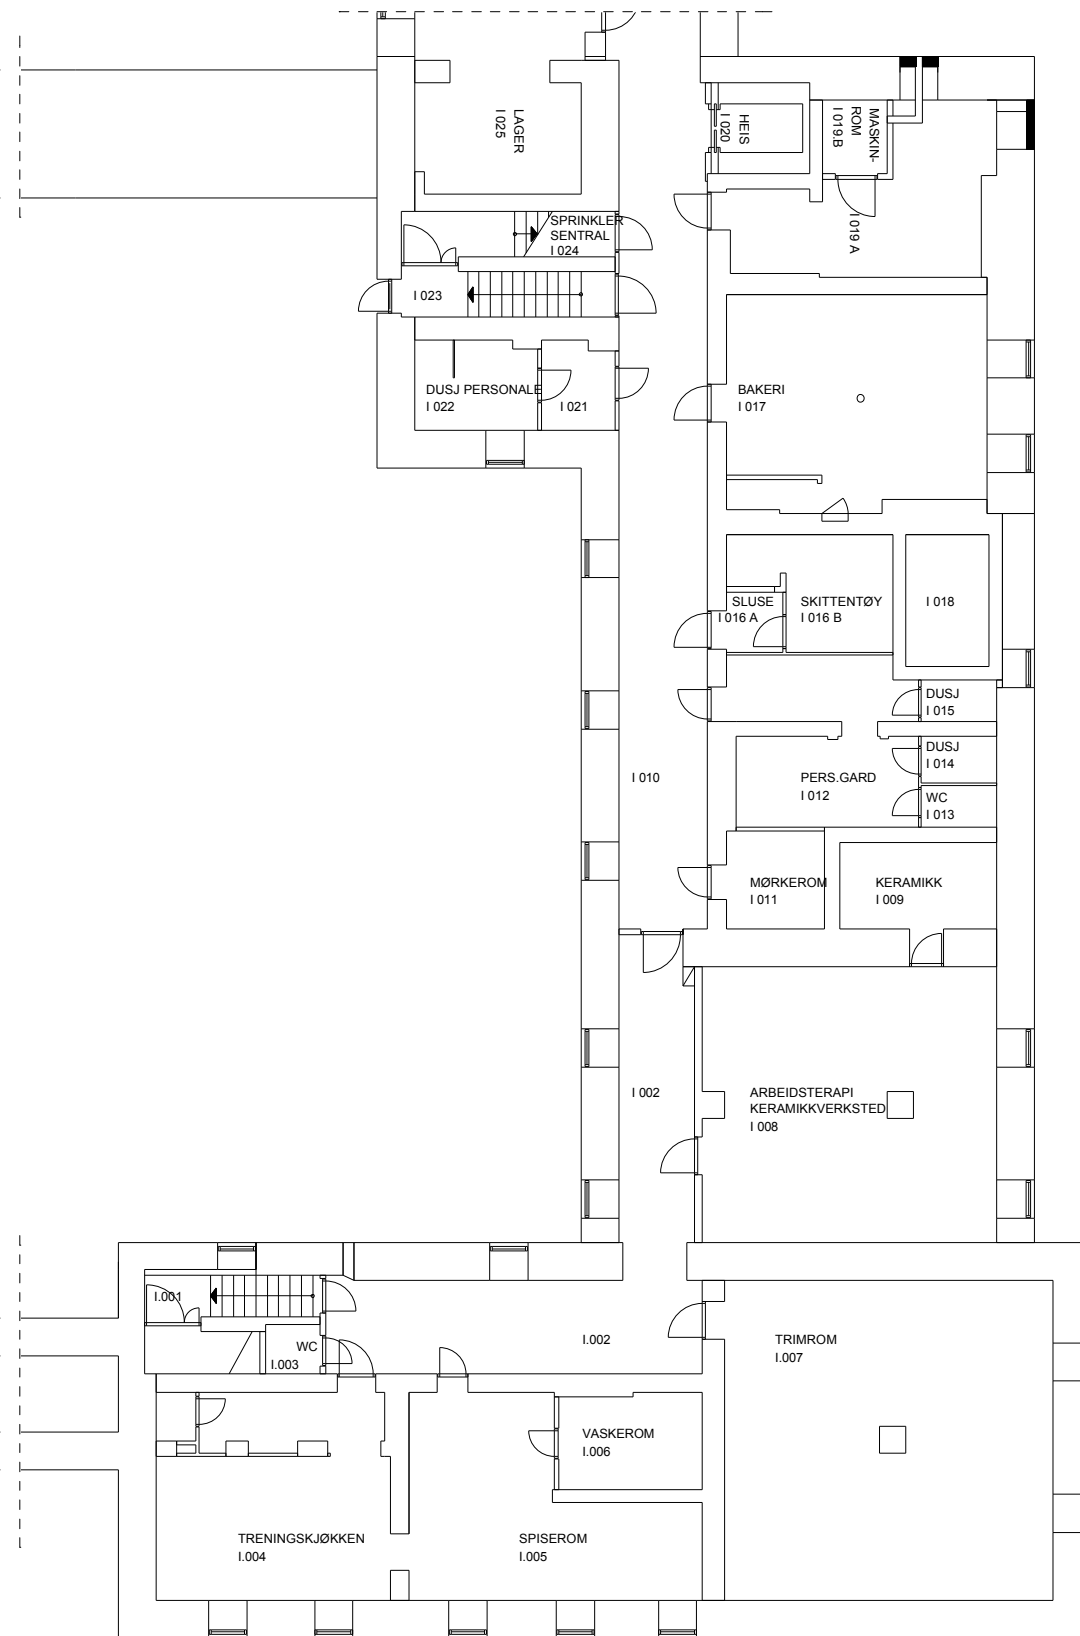 LAGER
I 025
HEIS
I 020
MASKIN-
ROM
I 019.B
I 019 A
SPRINKLER
SENTRAL
I 024
I 023
DUSJ PERSONALE
I 022
I 021
BAKERI
I 017
SLUSE
I 016 A
SKITTENTØY
I 016 B
I 018
DUSJ
I 015
DUSJ
I 014
WC
I 013
I 010
PERS.GARD
I 012
MØRKEROM
I 011
KERAMIKK
I 009
I 002
ARBEIDSTERAPI
KERAMIKKVERKSTED
I 008
I.001
WC
I.003
I.002
TRIMROM
I.007
VASKEROM
I.006
TRENINGSKJØKKEN
I.004
SPISEROM
I.005